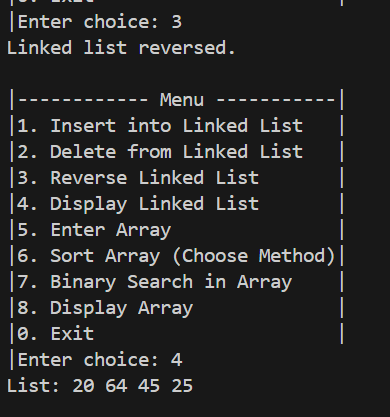 |Enter choice: 3
Linked list reversed.
|------------ Menu -----------|
|1. Insert into Linked List   |
|2. Delete from Linked List   |
|3. Reverse Linked List       |
|4. Display Linked List       |
|5. Enter Array               |
|6. Sort Array (Choose Method)|
|7. Binary Search in Array    |
|8. Display Array             |
|0. Exit                      |
|Enter choice: 4
List: 20 64 45 25